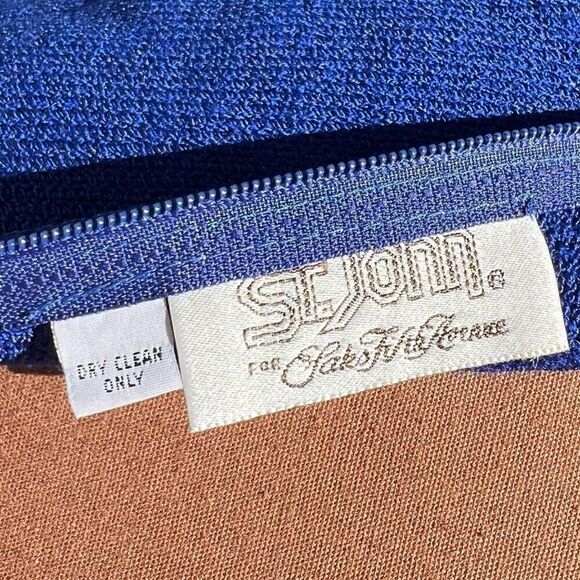 St. John®
FOR Saks Fifth Avenue
DRY CLEAN
ONLY